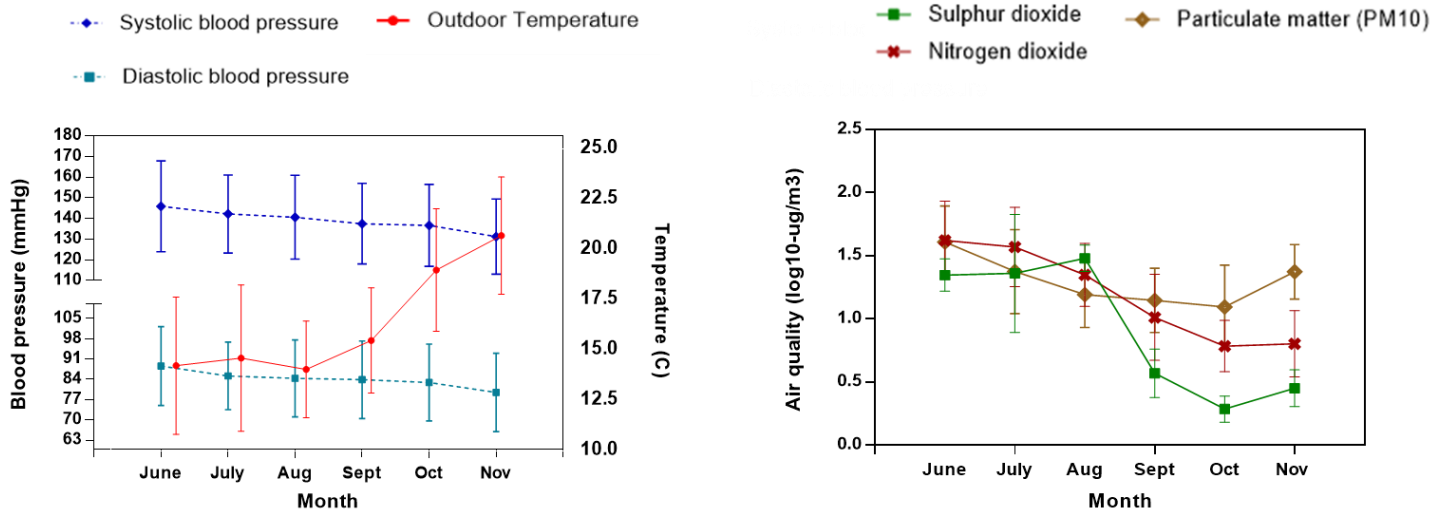 Systolic blood pressure
Outdoor Temperature
Diastolic blood pressure
180
170
160
150
140
130
120
110
105
98
91
84
77
70
63
Blood pressure (mmHg)
25.0
22.5
20.0
17.5
15.0
12.5
10.0
Temperature (C)
June July Aug Sept Oct Nov
Month
Sulphur dioxide
Particulate matter (PM10)
Nitrogen dioxide
2.5
2.0
1.5
1.0
0.5
0.0
Air quality (log10-ug/m3)
June July Aug Sept Oct Nov
Month